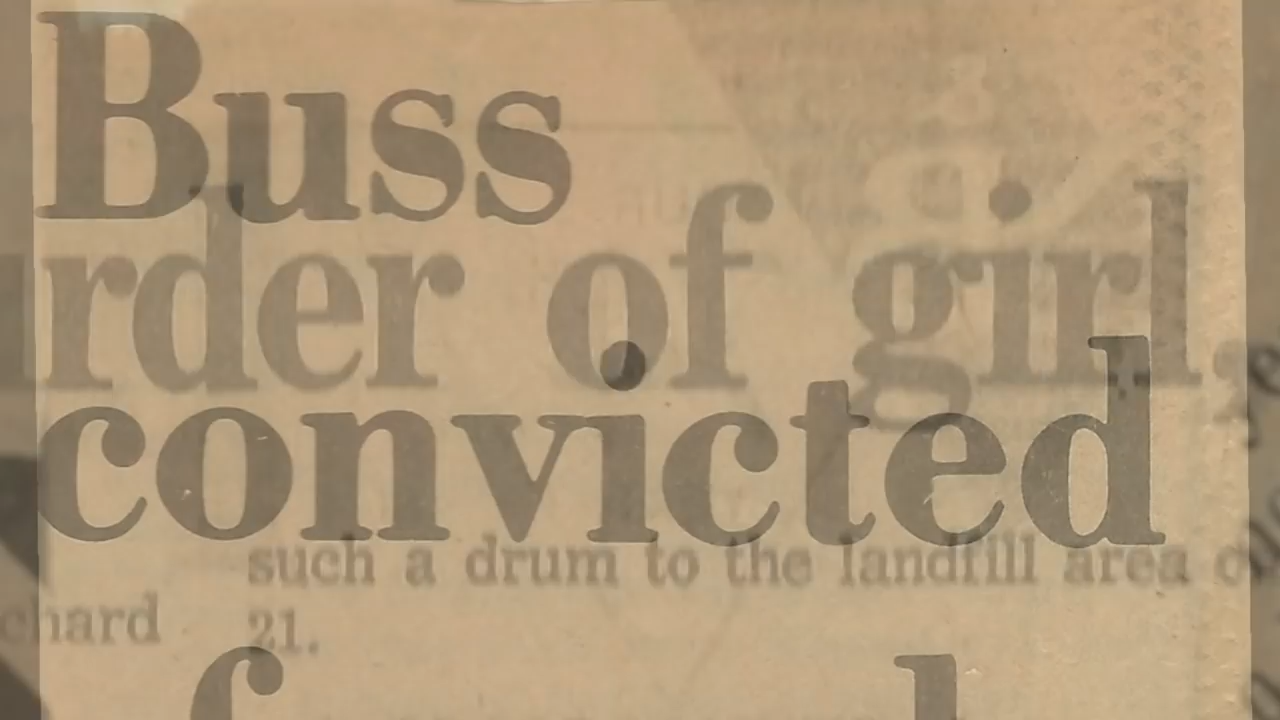 Buss
rder of girl,
convicted
such a drum to the landfill area
chard
21.